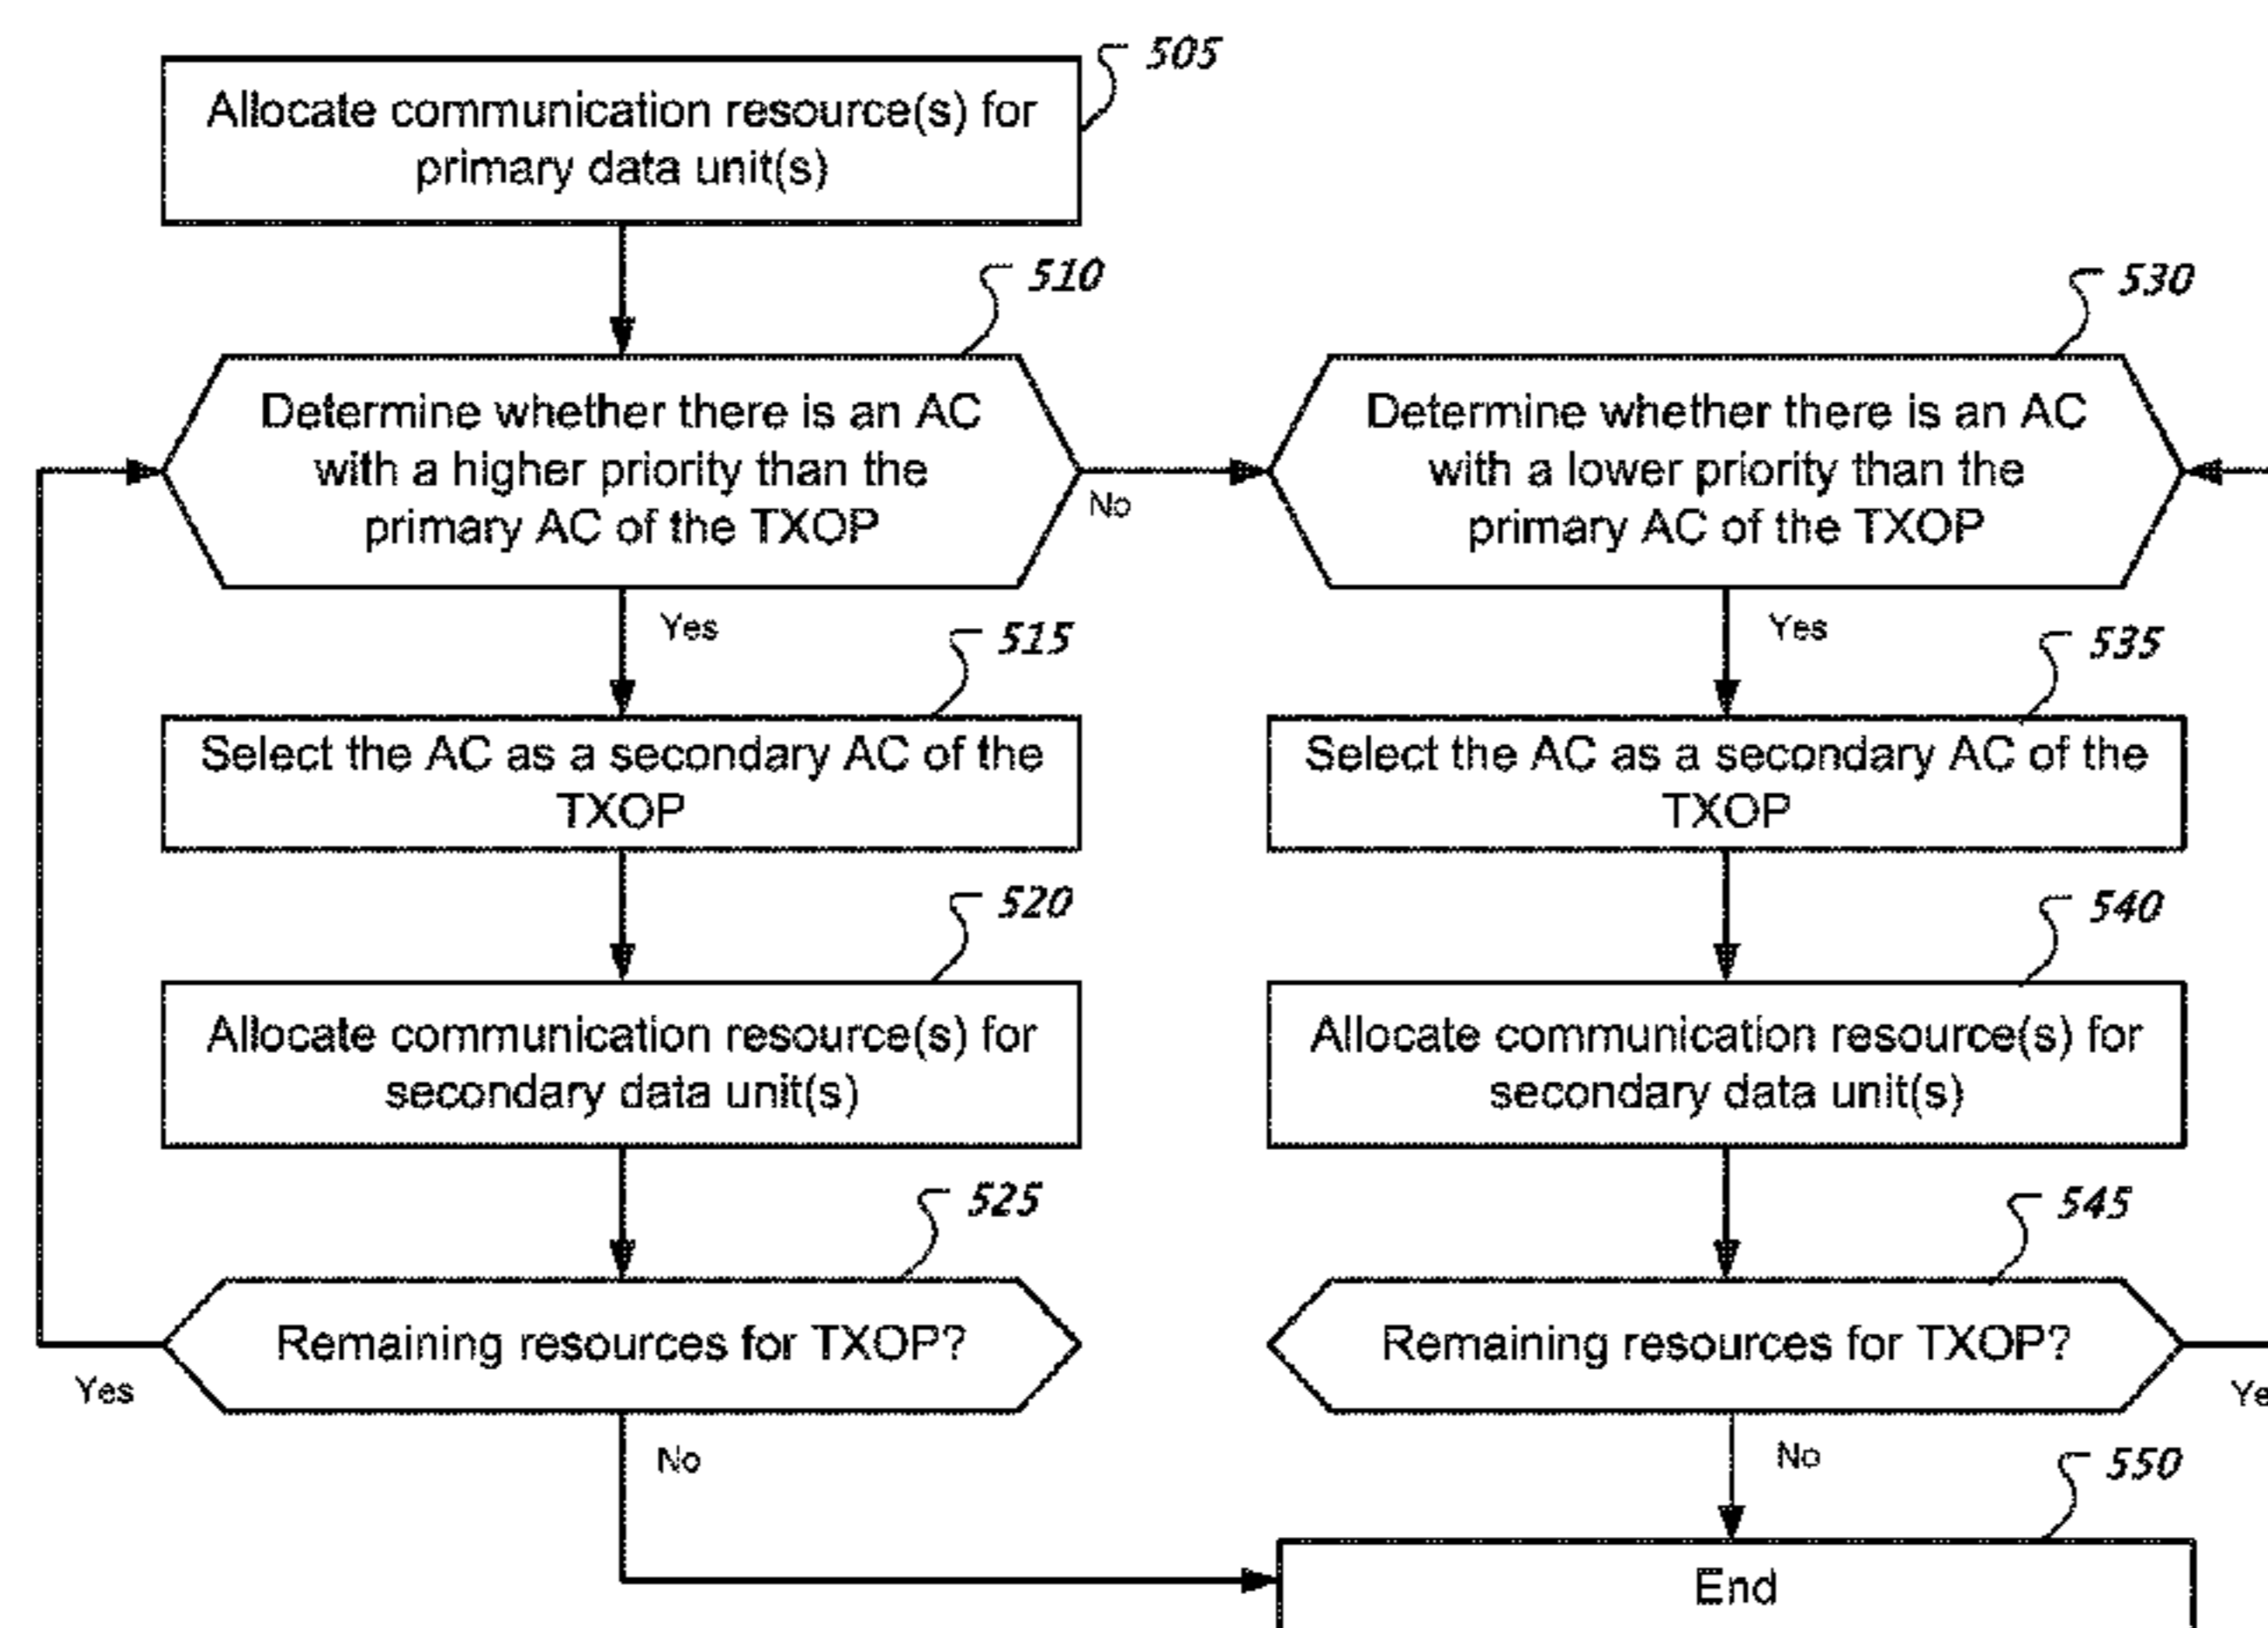 505
Allocate communication resource(s) for
primary data unit(s)
510
Determine whether there is an AC
with a higher priority than the
primary AC of the TXOP
No
530
Determine whether there is an AC
with a lower priority than the
primary AC of the TXOP
Yes
515
Select the AC as a secondary AC of the
TXOP
Yes
535
Select the AC as a secondary AC of the
TXOP
520
Allocate communication resource(s) for
secondary data unit(s)
540
Allocate communication resource(s) for
secondary data unit(s)
525
Remaining resources for TXOP?
Yes
No
545
Remaining resources for TXOP?
Ye
No
550
End